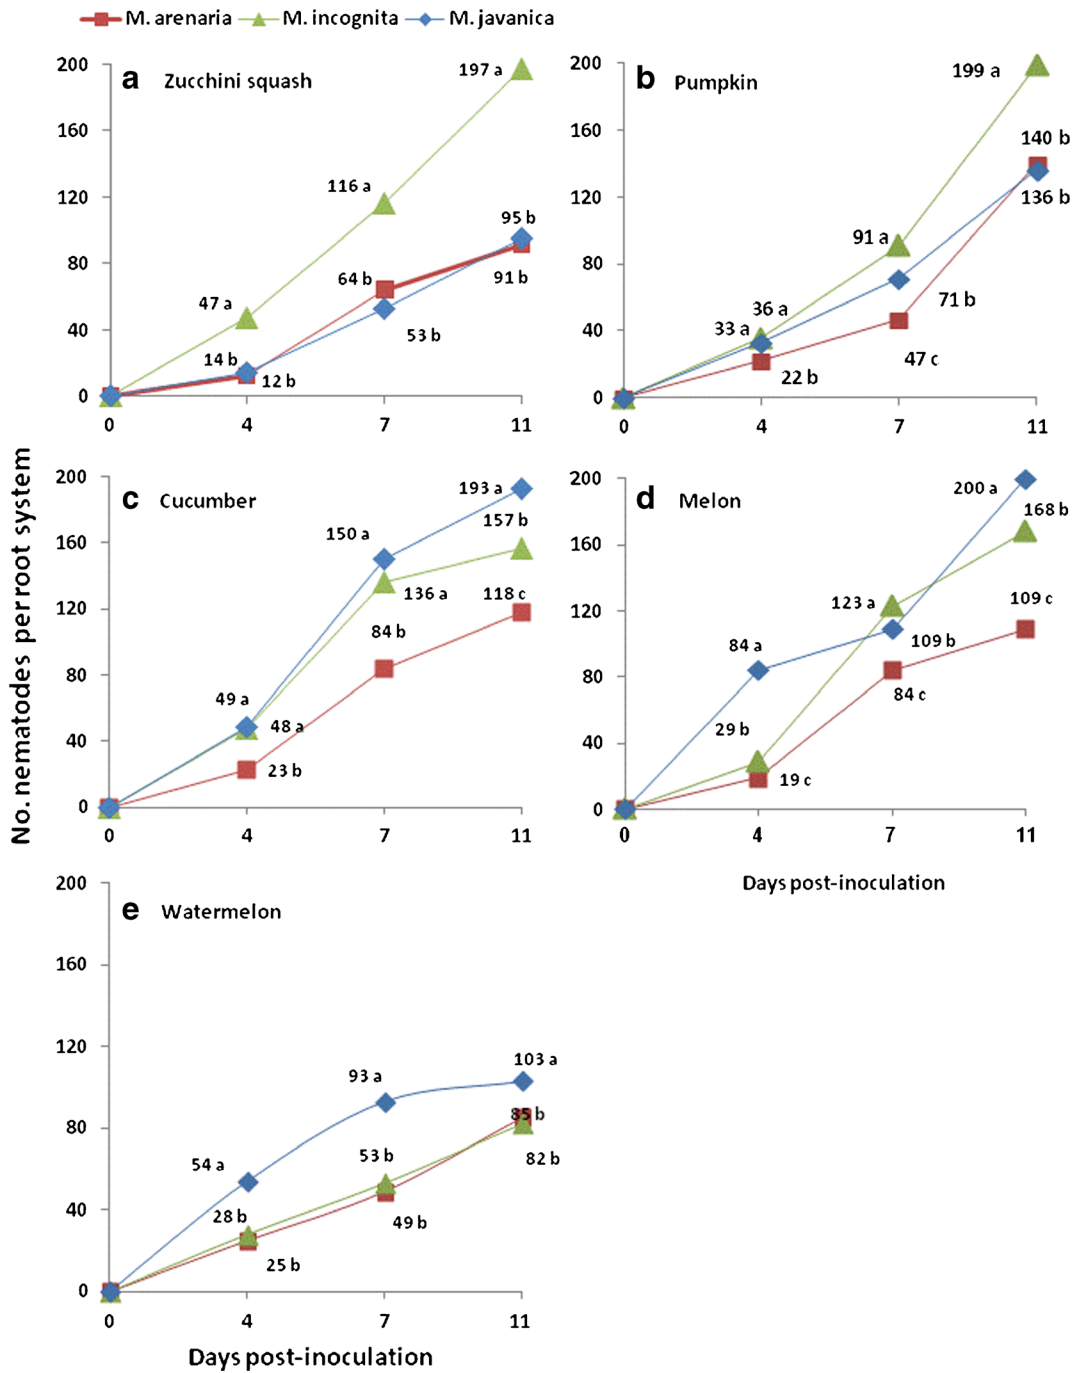 M. arenaria M. incognita M. javanica
No. nematodes per root system
a Zucchini squash
200
160
120
80
40
0
197 a
116 a
95 b
64 b
91 b
47 a
53 b
14 b
12 b
0 4 7 11
b Pumpkin
200
160
120
80
40
0
199 a
140 b
136 b
91 a
36 a
33 a
71 b
47 c
22 b
0 4 7 11
c Cucumber
200
160
120
80
40
0
193 a
157 b
150 a
136 a
118 c
84 b
49 a
48 a
23 b
0 4 7 11
d Melon
200
160
120
80
40
0
200 a
168 b
123 a
109 c
84 a
109 b
84 c
29 b
19 c
0 4 7 11
Days post-inoculation
e Watermelon
200
160
120
80
40
0
103 a
93 a
85 b
82 b
54 a
53 b
49 b
28 b
25 b
0 4 7 11
Days post-inoculation